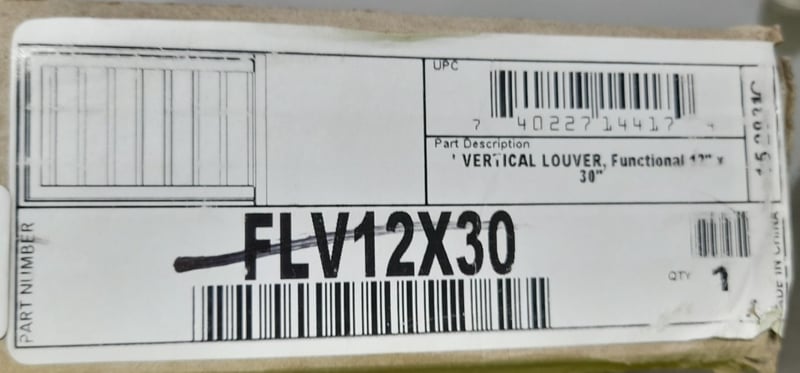 UPC
7 40227 14417 4
Part Description
VERTICAL LOUVER, Functional 12" x
30"
PART NUMBER
FLV12X30
QTY 1
MADE IN CHINA